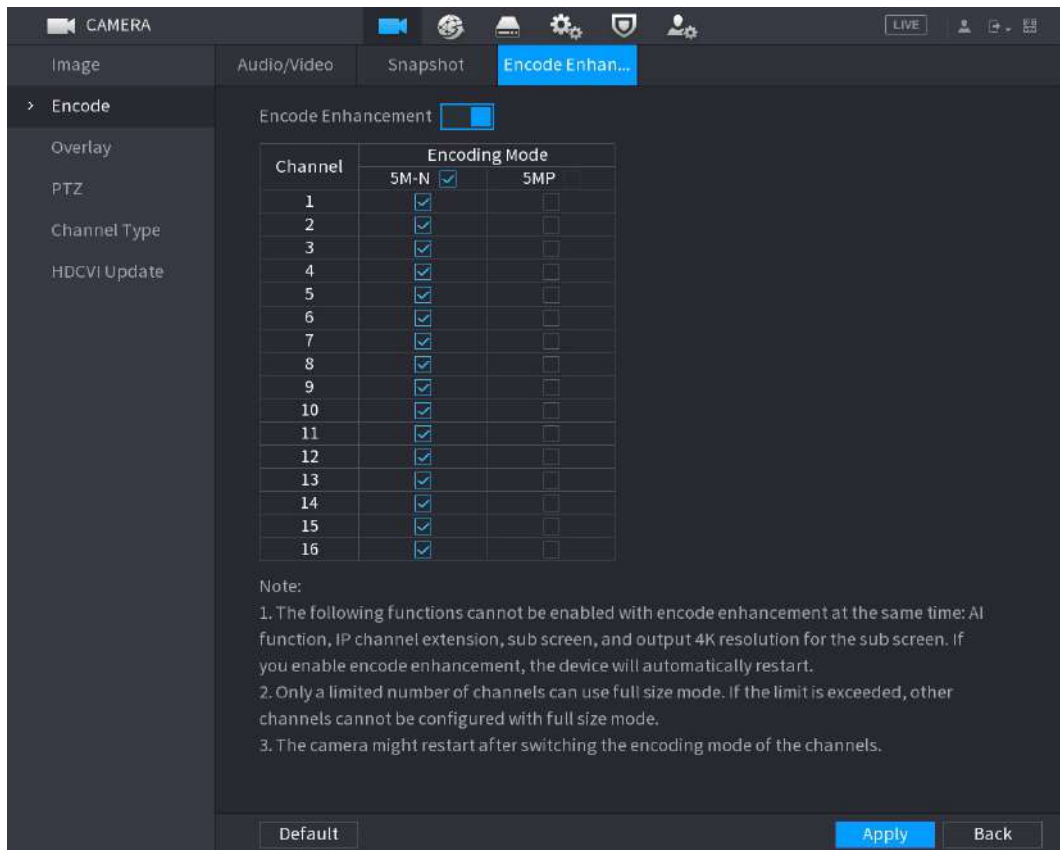 CAMERA
LIVE
Image
Audio/Video Snapshot Encode Enhan...
Encode
Encode Enhancement
Overlay
PTZ
Channel Type
HDCVI Update
Channel Encoding Mode
5M-N 5MP
1
2
3
4
5
6
7
8
9
10
11
12
13
14
15
16
Note:
1. The following functions cannot be enabled with encode enhancement at the same time: AI
function, IP channel extension, sub screen, and output 4K resolution for the sub screen. If
you enable encode enhancement, the device will automatically restart.
2. Only a limited number of channels can use full size mode. If the limit is exceeded, other
channels cannot be configured with full size mode.
3. The camera might restart after switching the encoding mode of the channels.
Default Apply Back